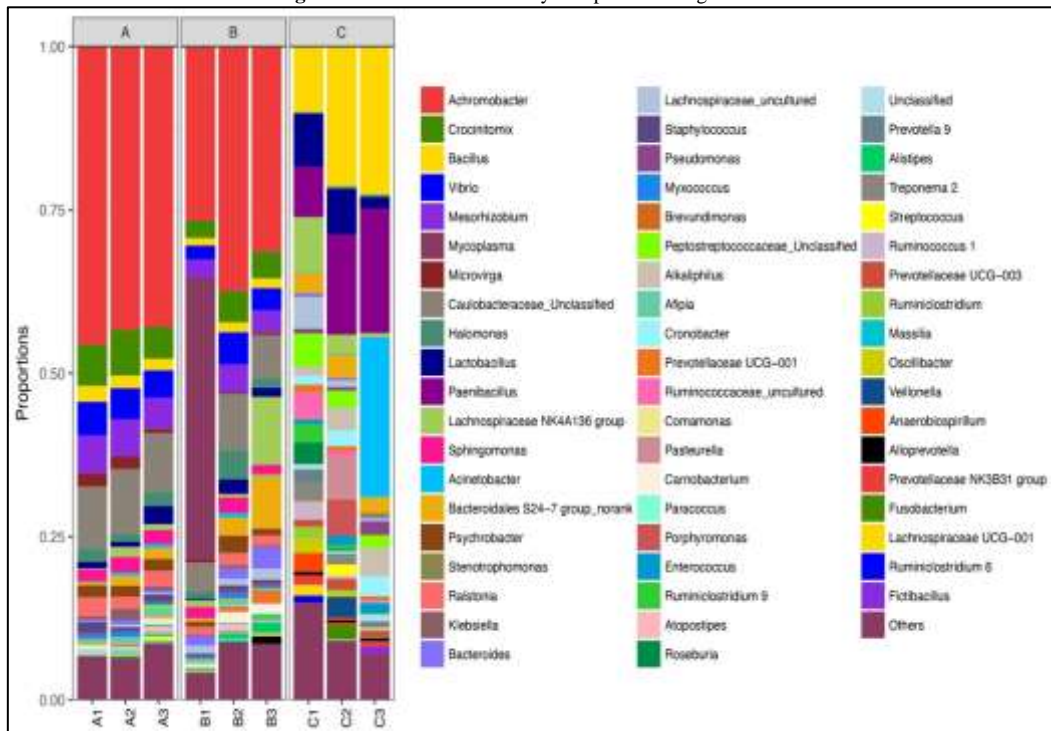 A B C
1.00
0.75
0.50
0.25
0.00
Proportions
A1 A2 A3 B1 B2 B3 C1 C2 C3
Achromobacter
Crocinitomix
Bacillus
Vibrio
Mesorhizobium
Mycoplasma
Microvirga
Caulobacteraceae_Unclassified
Halomonas
Lactobacillus
Paenibacillus
Lachnospiraceae NK4A136 group
Sphingomonas
Acinetobacter
Bacteroidales S24-7 group_norank
Psychrobacter
Stenotrophomonas
Ralstonia
Klebsiella
Bacteroides
Lachnospiraceae_uncultured
Staphylococcus
Pseudomonas
Myxococcus
Brevundimonas
Peptostreptococcaceae_Unclassified
Alkaliphilus
Afipia
Cronobacter
Prevotellaceae UCG-001
Ruminococcaceae_uncultured
Comamonas
Pasteurella
Carnobacterium
Paracoccus
Porphyromonas
Enterococcus
Ruminiclostridium 9
Atopostipes
Roseburia
Unclassified
Prevotella 9
Alistipes
Treponema 2
Streptococcus
Ruminococcus 1
Prevotellaceae UCG-003
Ruminiclostridium
Massilia
Oscillibacter
Veillonella
Anaerobiospirillum
Alloprevotella
Prevotellaceae NK3B31 group
Fusobacterium
Lachnospiraceae UCG-001
Ruminiclostridium 6
Fictibacillus
Others